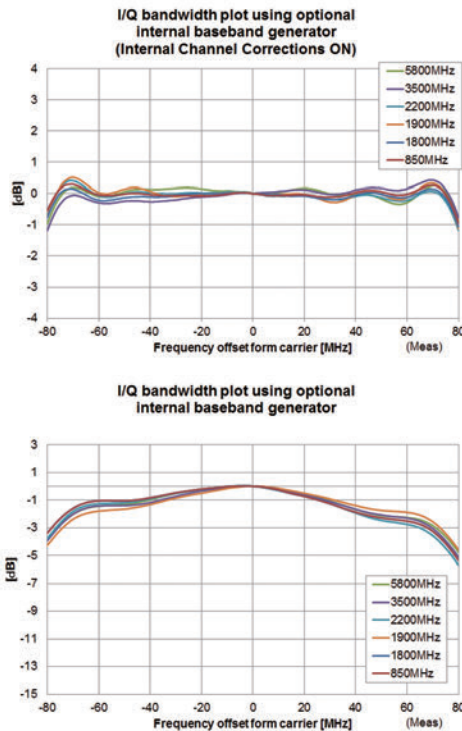 I/Q bandwidth plot using optional
internal baseband generator
(Internal Channel Corrections ON)
4
3
2
1
0
-1
-2
-3
-4
[dB]
5800MHz
3500MHz
2200MHz
1900MHz
1800MHz
850MHz
-80 -60 -40 -20 0 20 40 60 80
Frequency offset form carrier [MHz] (Meas)
I/Q bandwidth plot using optional
internal baseband generator
3
1
-1
-3
-5
-7
-9
-11
-13
-15
[dB]
5800MHz
3500MHz
2200MHz
1900MHz
1800MHz
850MHz
-80 -60 -40 -20 0 20 40 60 80
Frequency offset form carrier [MHz] (Meas)